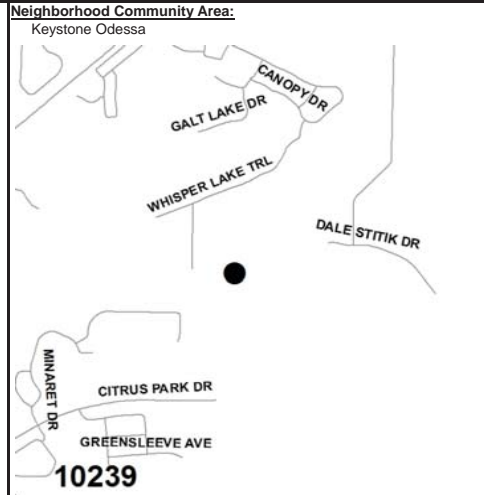 Neighborhood Community Area:
Keystone Odessa
CANOPY DR
GALT LAKE DR
WHISPER LAKE TRL
DALE STITIK DR
MINARET DR
CITRUS PARK DR
GREENSLEEVE AVE
10239